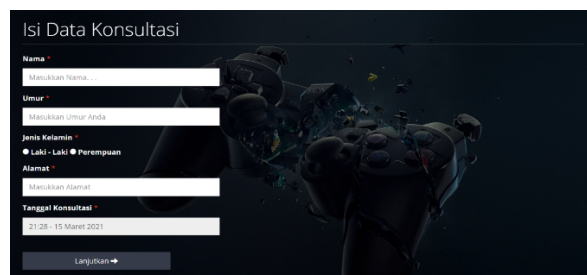 Isi Data Konsultasi
Nama *
Masukkan Nama. . .
Umur *
Masukkan Umur Anda
Jenis Kelamin *
Laki - Laki Perempuan
Alamat *
Masukkan Alamat
Tanggal Konsultasi *
21:28 - 15 Maret 2021
Lanjutkan ➔